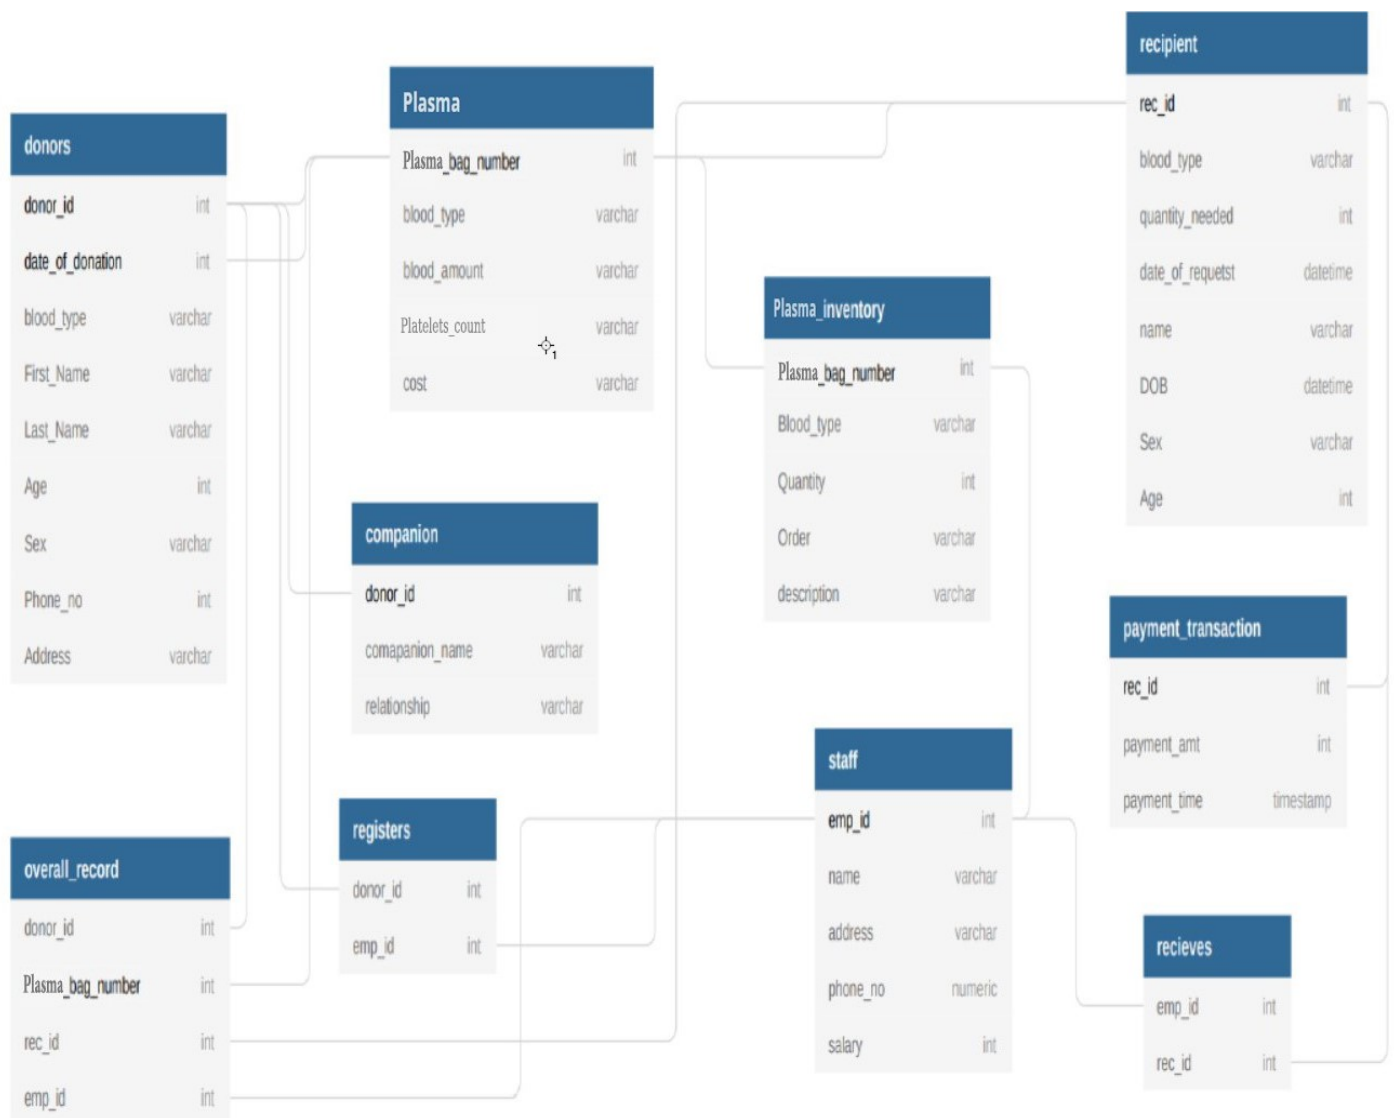 donors
donor_id int
date_of_donation int
blood_type varchar
First_Name varchar
Last_Name varchar
Age int
Sex varchar
Phone_no int
Address varchar
Plasma
Plasma_bag_number int
blood_type varchar
blood_amount varchar
Platelets_count varchar
1
cost varchar
recipient
rec_id int
blood_type varchar
quantity_needed int
date_of_requetst datetime
name varchar
DOB datetime
Sex varchar
Age int
Plasma_inventory
Plasma_bag_number int
Blood_type varchar
Quantity int
Order varchar
description varchar
companion
donor_id int
comapanion_name varchar
relationship varchar
payment_transaction
rec_id int
payment_amt int
payment_time timestamp
staff
emp_id int
name varchar
address varchar
phone_no numeric
salary int
registers
donor_id int
emp_id int
overall_record
donor_id int
Plasma_bag_number int
rec_id int
emp_id int
recieves
emp_id int
rec_id int